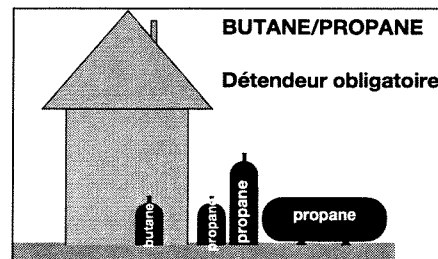 BUTANE/PROPANE
Détendeur obligatoire
butane
propane
propane
propane